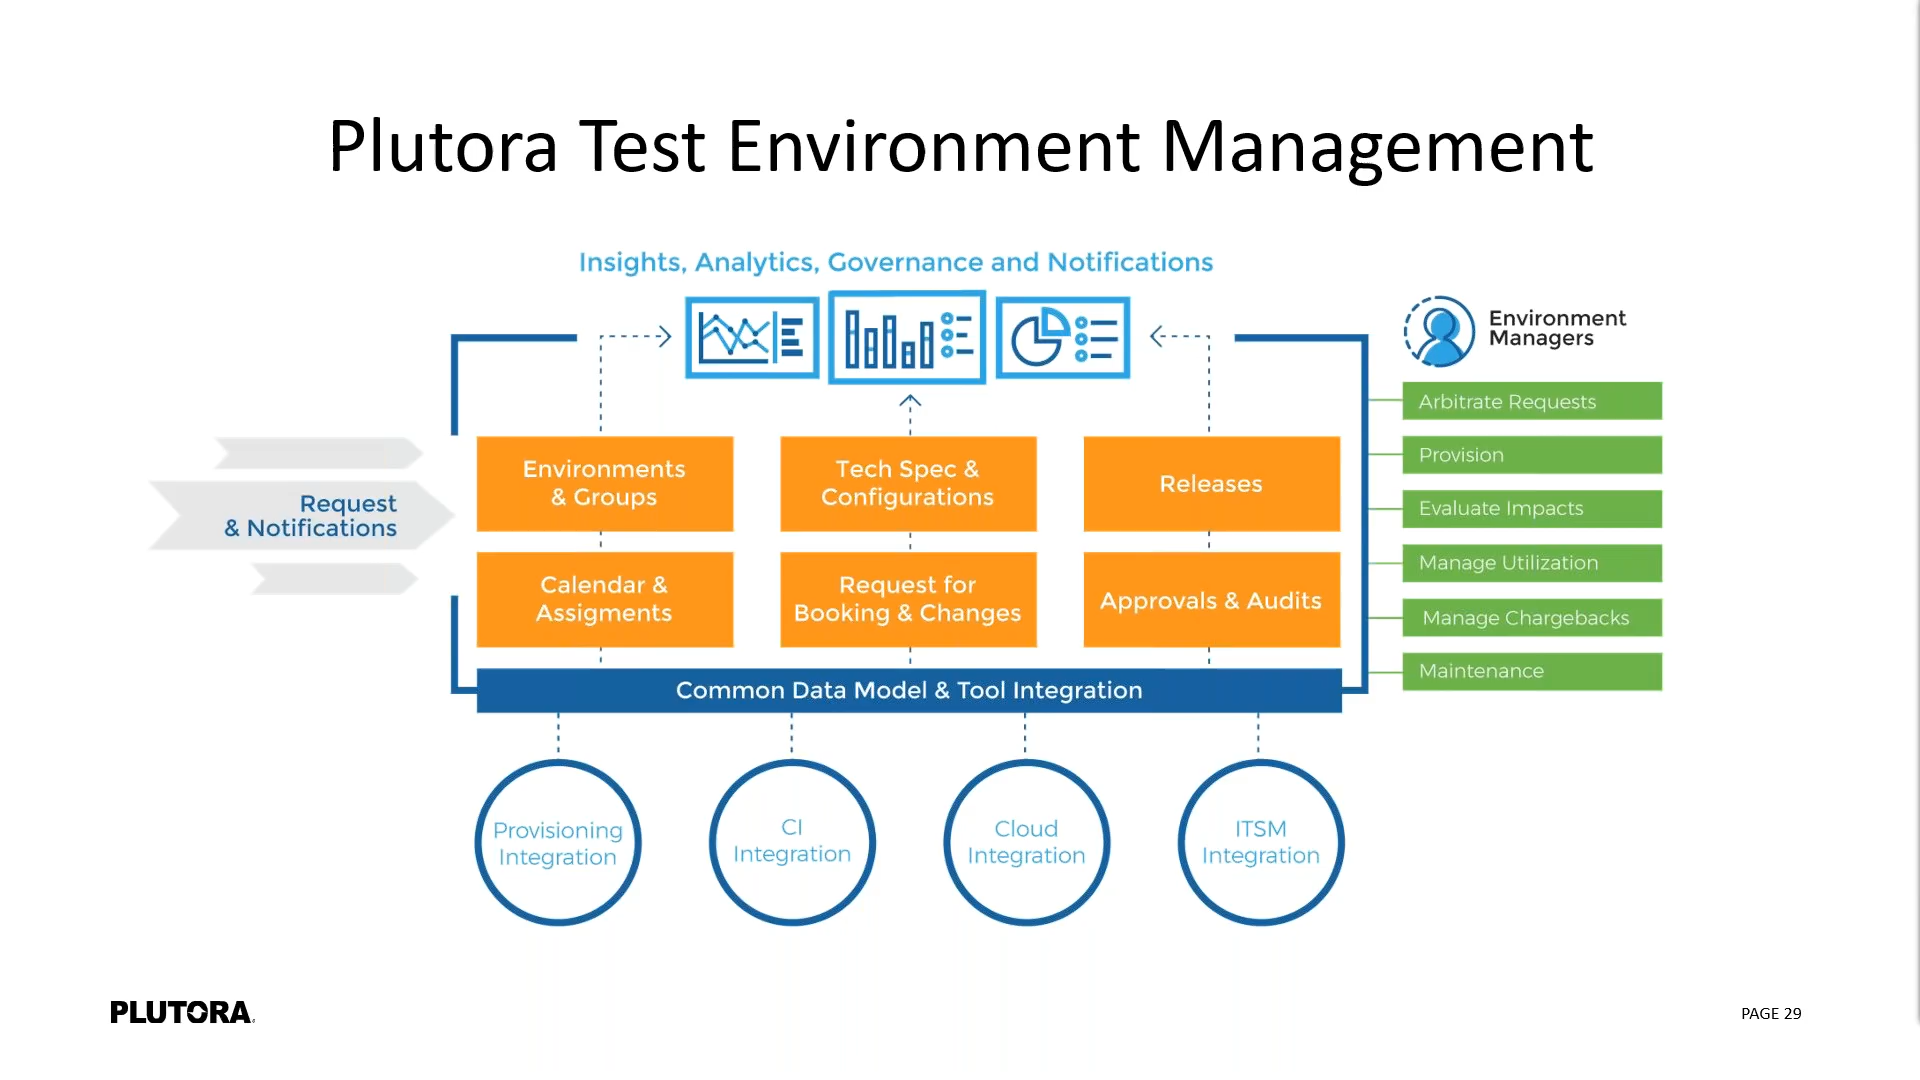 Plutora Test Environment Management
Insights, Analytics, Governance and Notifications
Environment
Managers
Request
& Notifications
Environments
& Groups
Tech Spec &
Configurations
Releases
Calendar &
Assigments
Request for
Booking & Changes
Approvals & Audits
Common Data Model & Tool Integration
Arbitrate Requests
Provision
Evaluate Impacts
Manage Utilization
Manage Chargebacks
Maintenance
Provisioning
Integration
CI
Integration
Cloud
Integration
ITSM
Integration
PLUTORA
PAGE 29